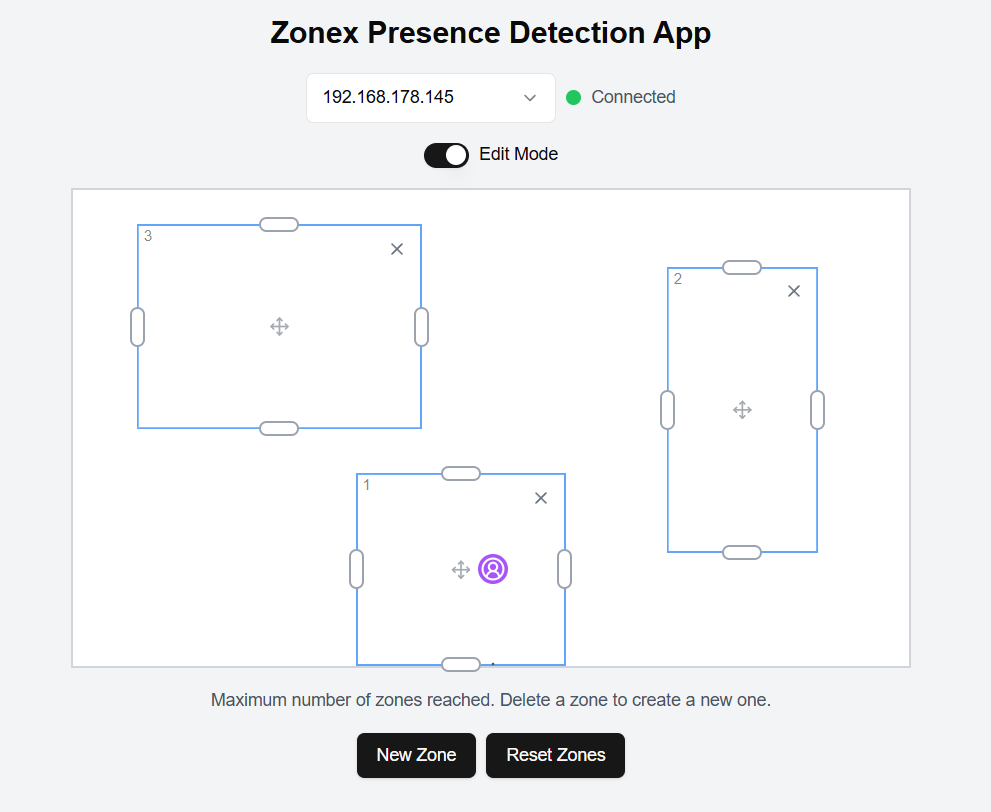 Zonex Presence Detection App
192.168.178.145
Connected
Edit Mode
3
2
1
Maximum number of zones reached. Delete a zone to create a new one.
New Zone
Reset Zones